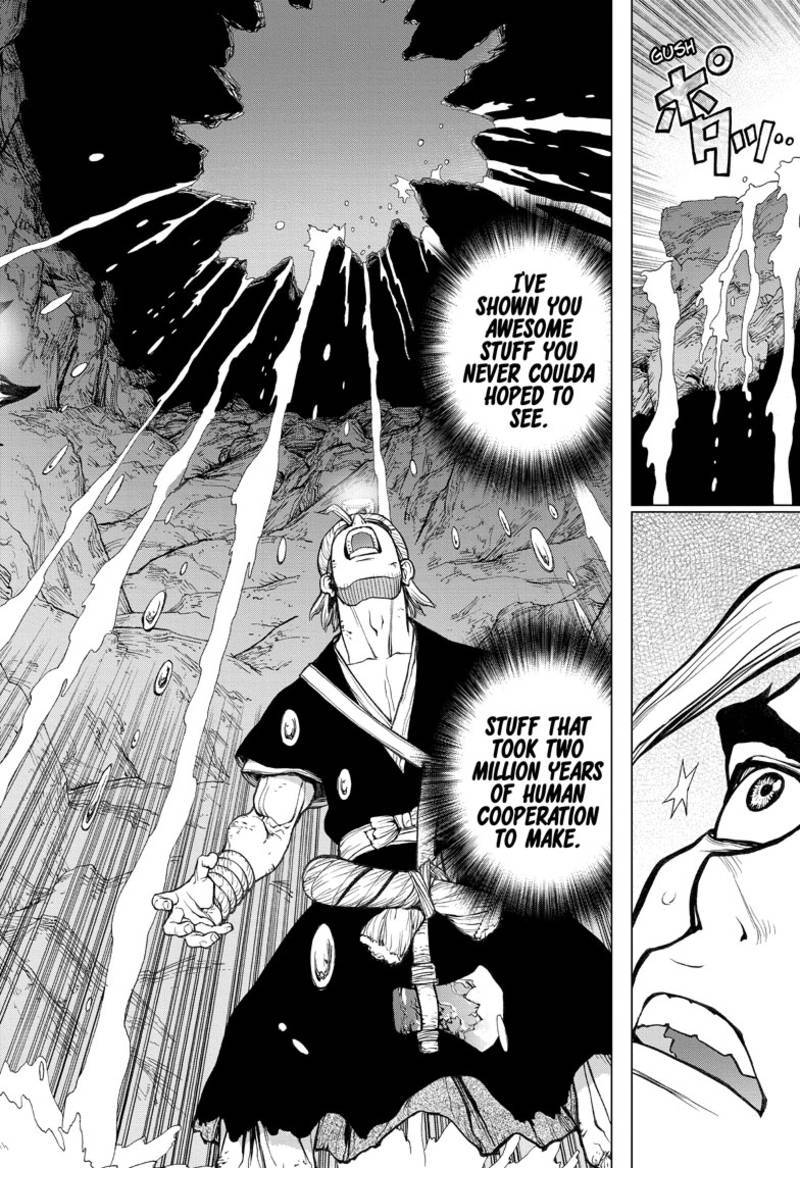 GUSH
ポタッ..
I'VE
SHOWN YOU
AWESOME
STUFF YOU
NEVER COULDA
HOPED TO
SEE.
STUFF THAT
TOOK TWO
MILLION YEARS
OF HUMAN
COOPERATION
TO MAKE.